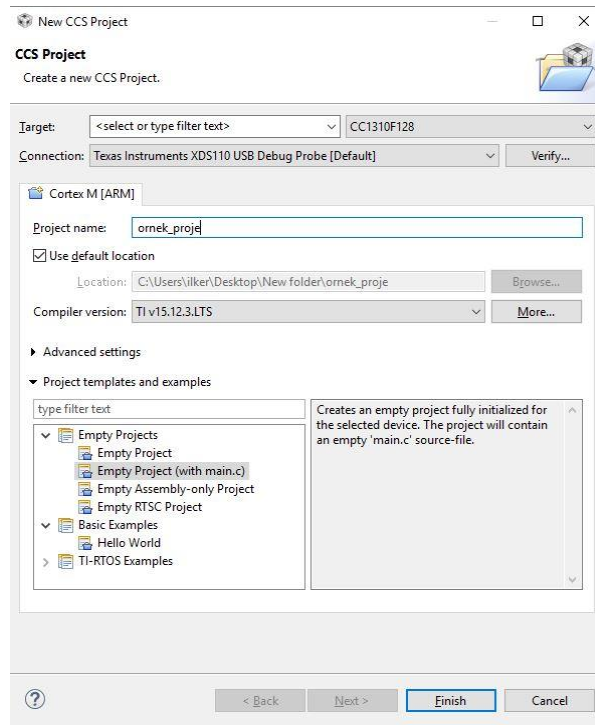 New CCS Project
CCS Project
Create a new CCS Project.
Target: <select or type filter text> CC1310F128
Connection: Texas Instruments XDS110 USB Debug Probe [Default] Verify...
Cortex M [ARM]
Project name: ornek_proje
Use default location
Location: C:\Users\ilker\Desktop\New folder\ornek_proje Browse...
Compiler version: TI v15.12.3.LTS More...
Advanced settings
Project templates and examples
type filter text
Empty Projects
Empty Project
Empty Project (with main.c)
Empty Assembly-only Project
Empty RTSC Project
Basic Examples
Hello World
TI-RTOS Examples
Creates an empty project fully initialized for
the selected device. The project will contain
an empty 'main.c' source-file.
? < Back Next > Finish Cancel